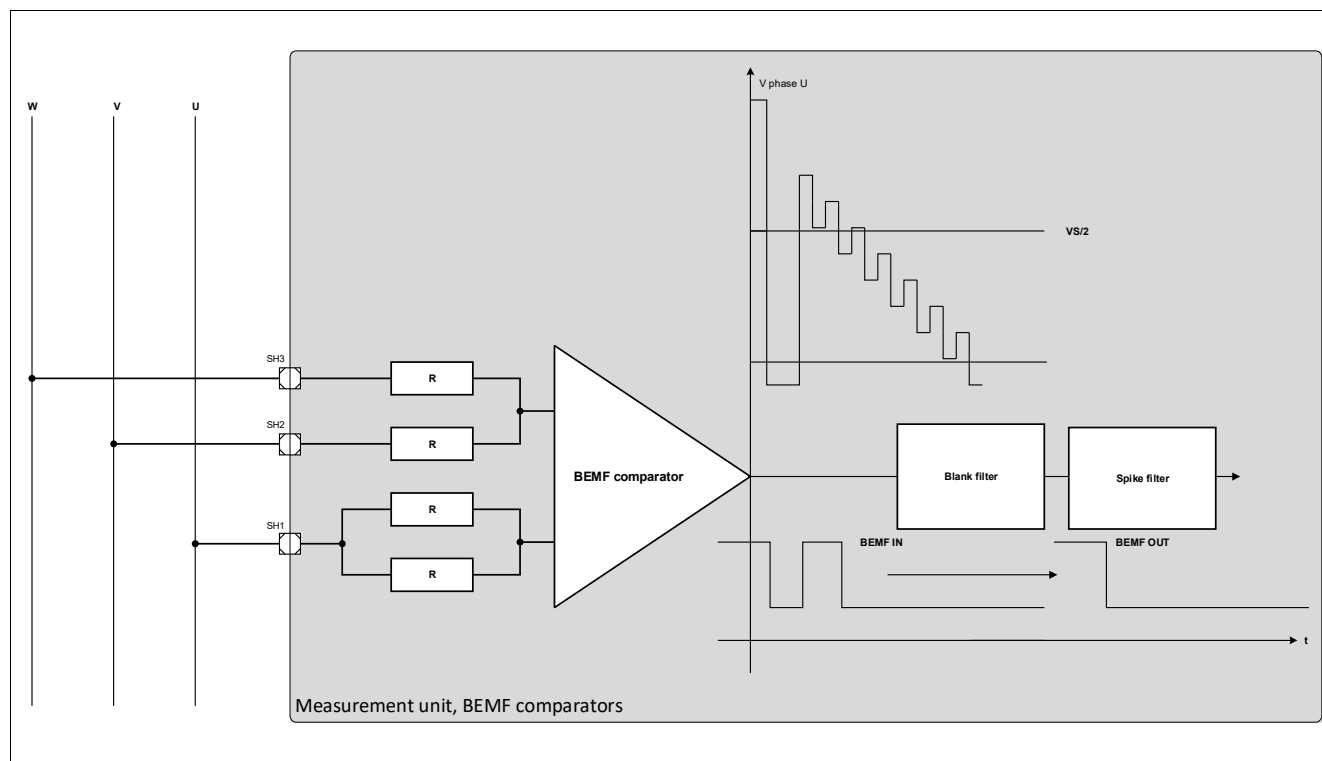 V phase U
W
V
U
VS/2
SH3
R
SH2
R
BEMF comparator
Blank filter
Spike filter
R
SH1
BEMF IN
BEMF OUT
R
t
Measurement unit, BEMF comparators